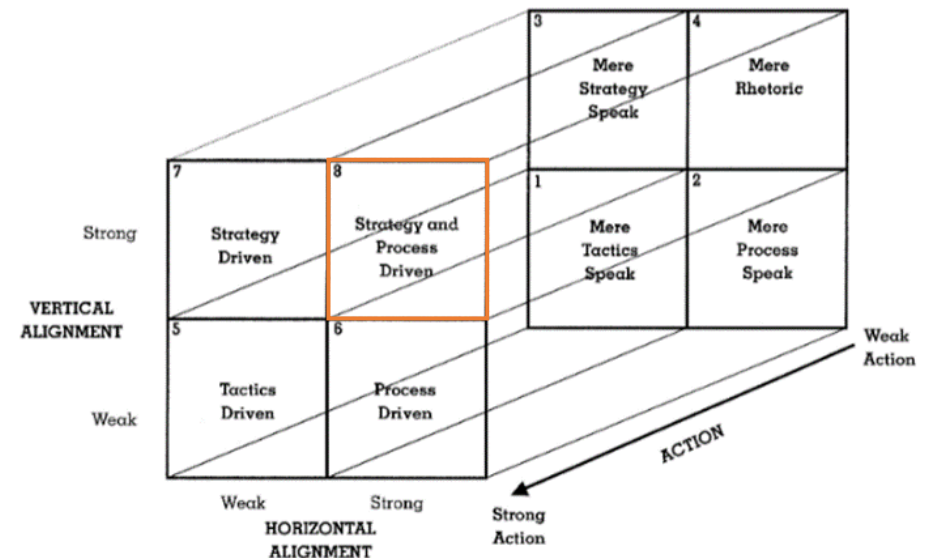 3
4
Mere
Strategy
Speak
Mere
Rhetoric
7
8
1
2
Strong
Strategy
Driven
Strategy and
Process
Driven
Mere
Tactics
Speak
Mere
Process
Speak
VERTICAL
ALIGNMENT
5
6
Weak
Action
Weak
Tactics
Driven
Process
Driven
ACTION
Weak
Strong
HORIZONTAL
ALIGNMENT
Strong
Action